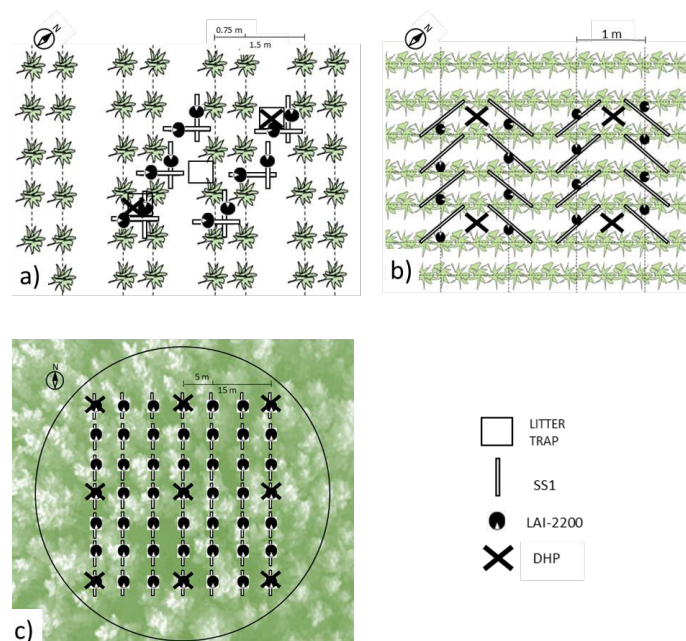 N
0.75 m
1.5 m
a)
N
1 m
b)
N
5 m
15 m
c)
LITTER
TRAP
SS1
LAI-2200
DHP